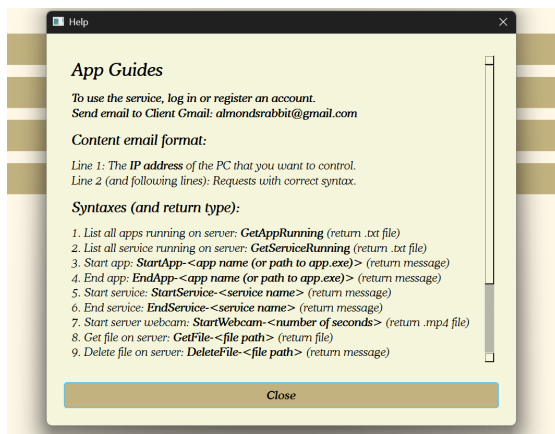 Help
App Guides
To use the service, log in or register an account.
Send email to Client Gmail: almondsrabbit@gmail.com
Content email format:
Line 1: The IP address of the PC that you want to control.
Line 2 (and following lines): Requests with correct syntax.
Syntaxes (and return type):
1. List all apps running on server: GetAppRunning (return .txt file)
2. List all service running on server: GetServiceRunning (return .txt file)
3. Start app: StartApp-<app name (or path to app.exe)> (return message)
4. End app: EndApp-<app name (or path to app.exe)> (return message)
5. Start service: StartService-<service name> (return message)
6. End service: EndService-<service name> (return message)
7. Start server webcam: StartWebcam-<number of seconds> (return .mp4 file)
8. Get file on server: GetFile-<file path> (return file)
9. Delete file on server: DeleteFile-<file path> (return message)
Close